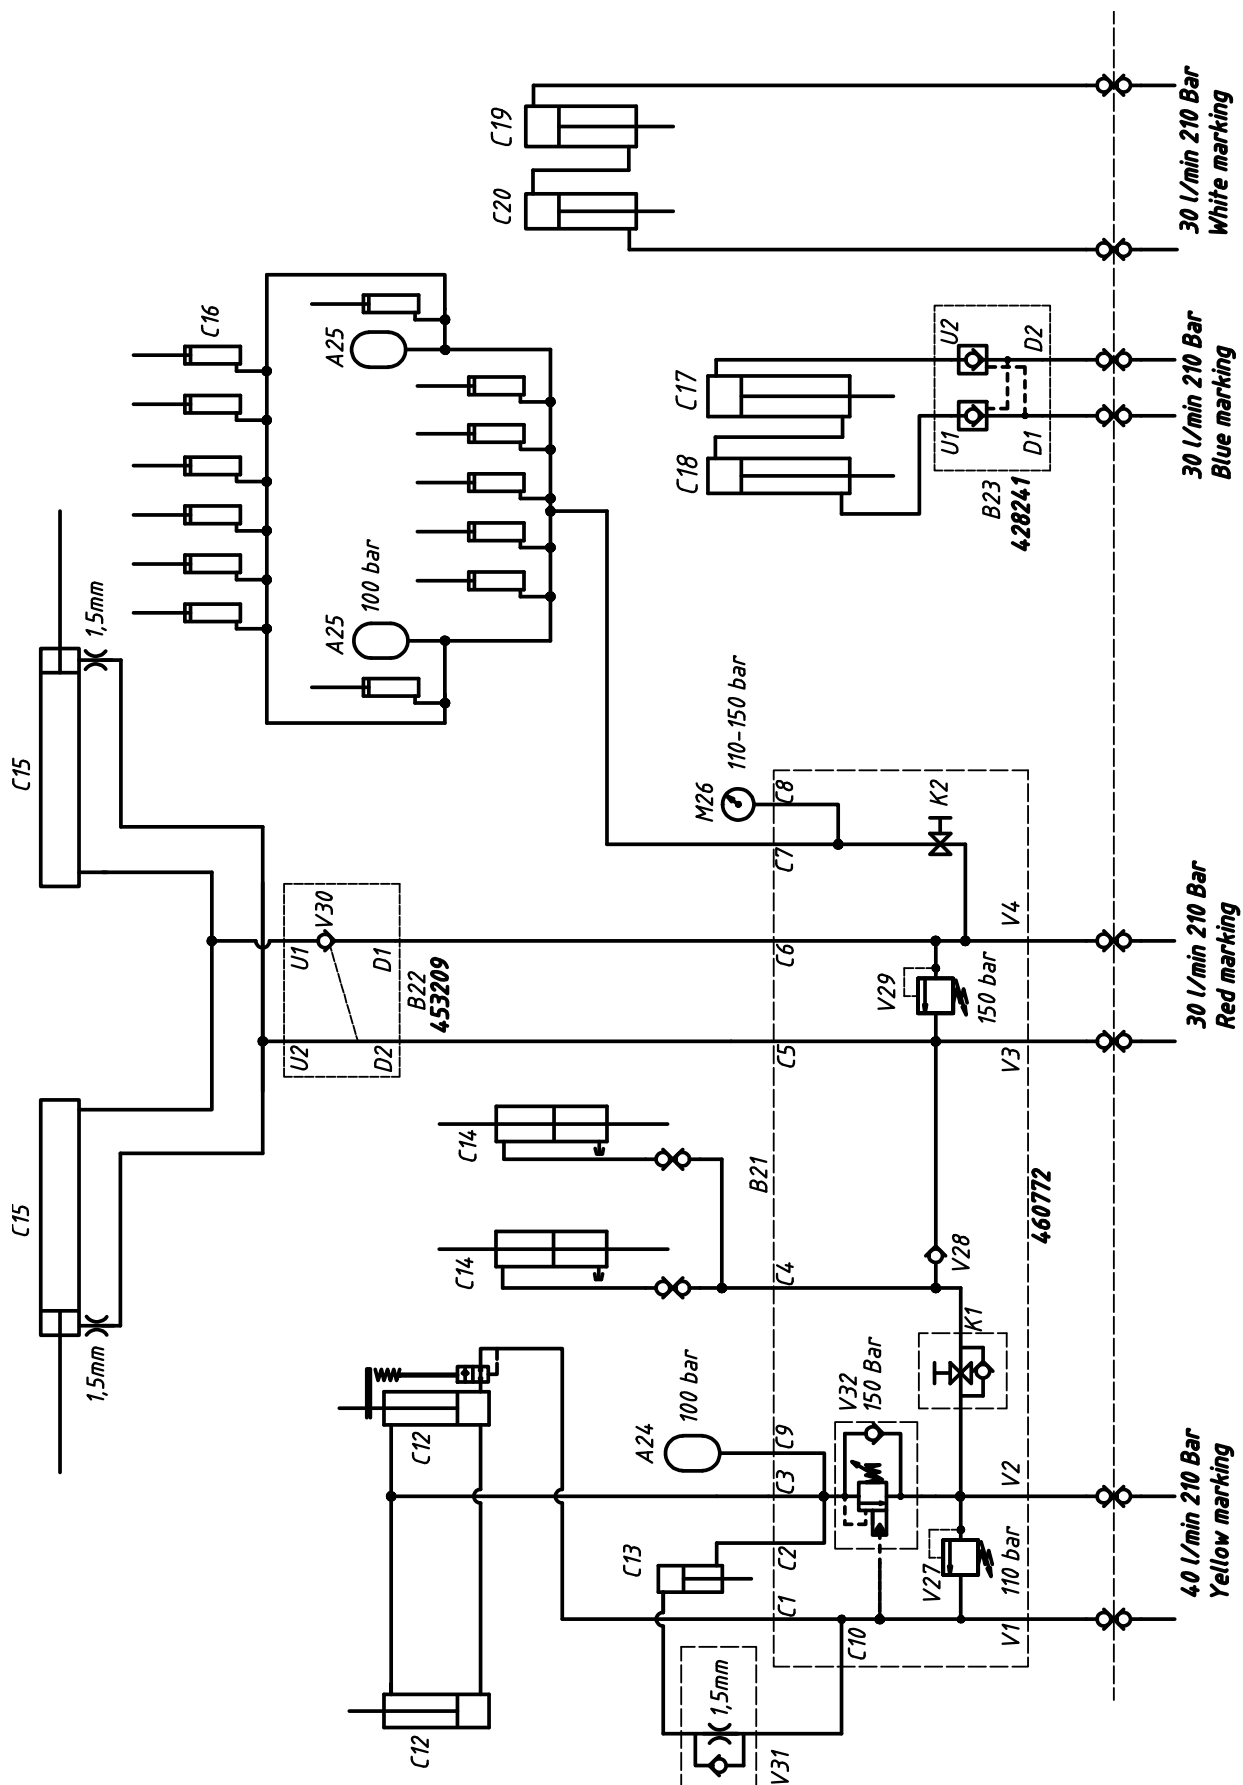 C15
1,5mm
C15
1,5mm
C16
A25
A25
100 bar
C19
C20
C17
C18
U2
D2
U1
D1
B23
428241
30 l/min 210 Bar
White marking
30 l/min 210 Bar
Blue marking
M26
110-150 bar
C8
C7
K2
V4
C6
V29
150 bar
C5
V3
U1
V30
D1
B22
453209
U2
D2
30 l/min 210 Bar
Red marking
C14
C14
B21
460772
C4
V28
K1
C12
C12
A24
100 bar
V32
150 Bar
C9
C3
V2
C13
C2
C1
V27
110 bar
C10
V1
1,5mm
V31
40 l/min 210 Bar
Yellow marking